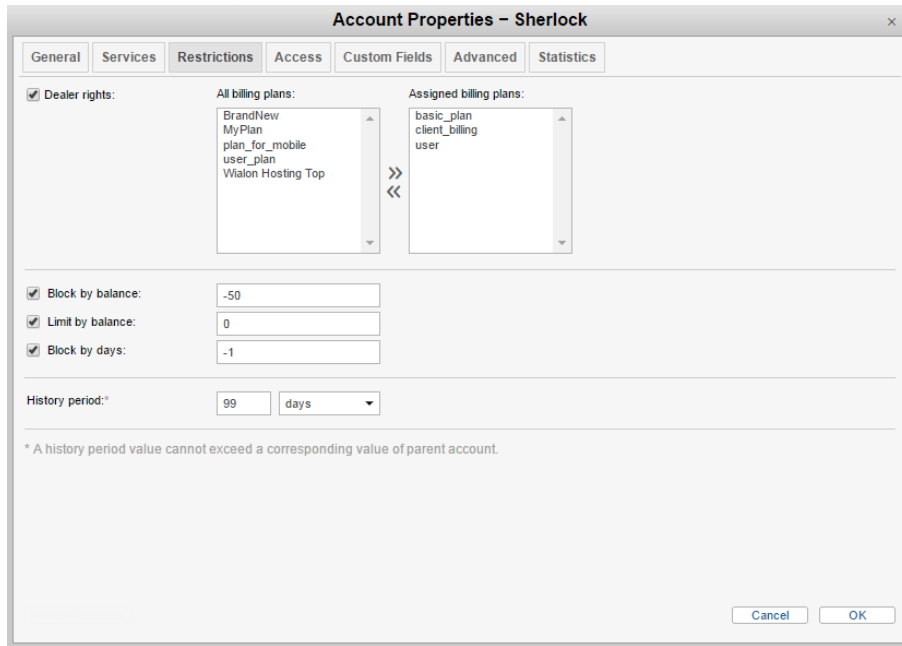 Account Properties – Sherlock ×
General Services Restrictions Access Custom Fields Advanced Statistics
Dealer rights: All billing plans: Assigned billing plans:
BrandNew basic_plan
MyPlan client_billing
plan_for_mobile user
user_plan
Wialon Hosting Top
Block by balance: -50
Limit by balance: 0
Block by days: -1
History period:* 99 days
* A history period value cannot exceed a corresponding value of parent account.
Cancel OK